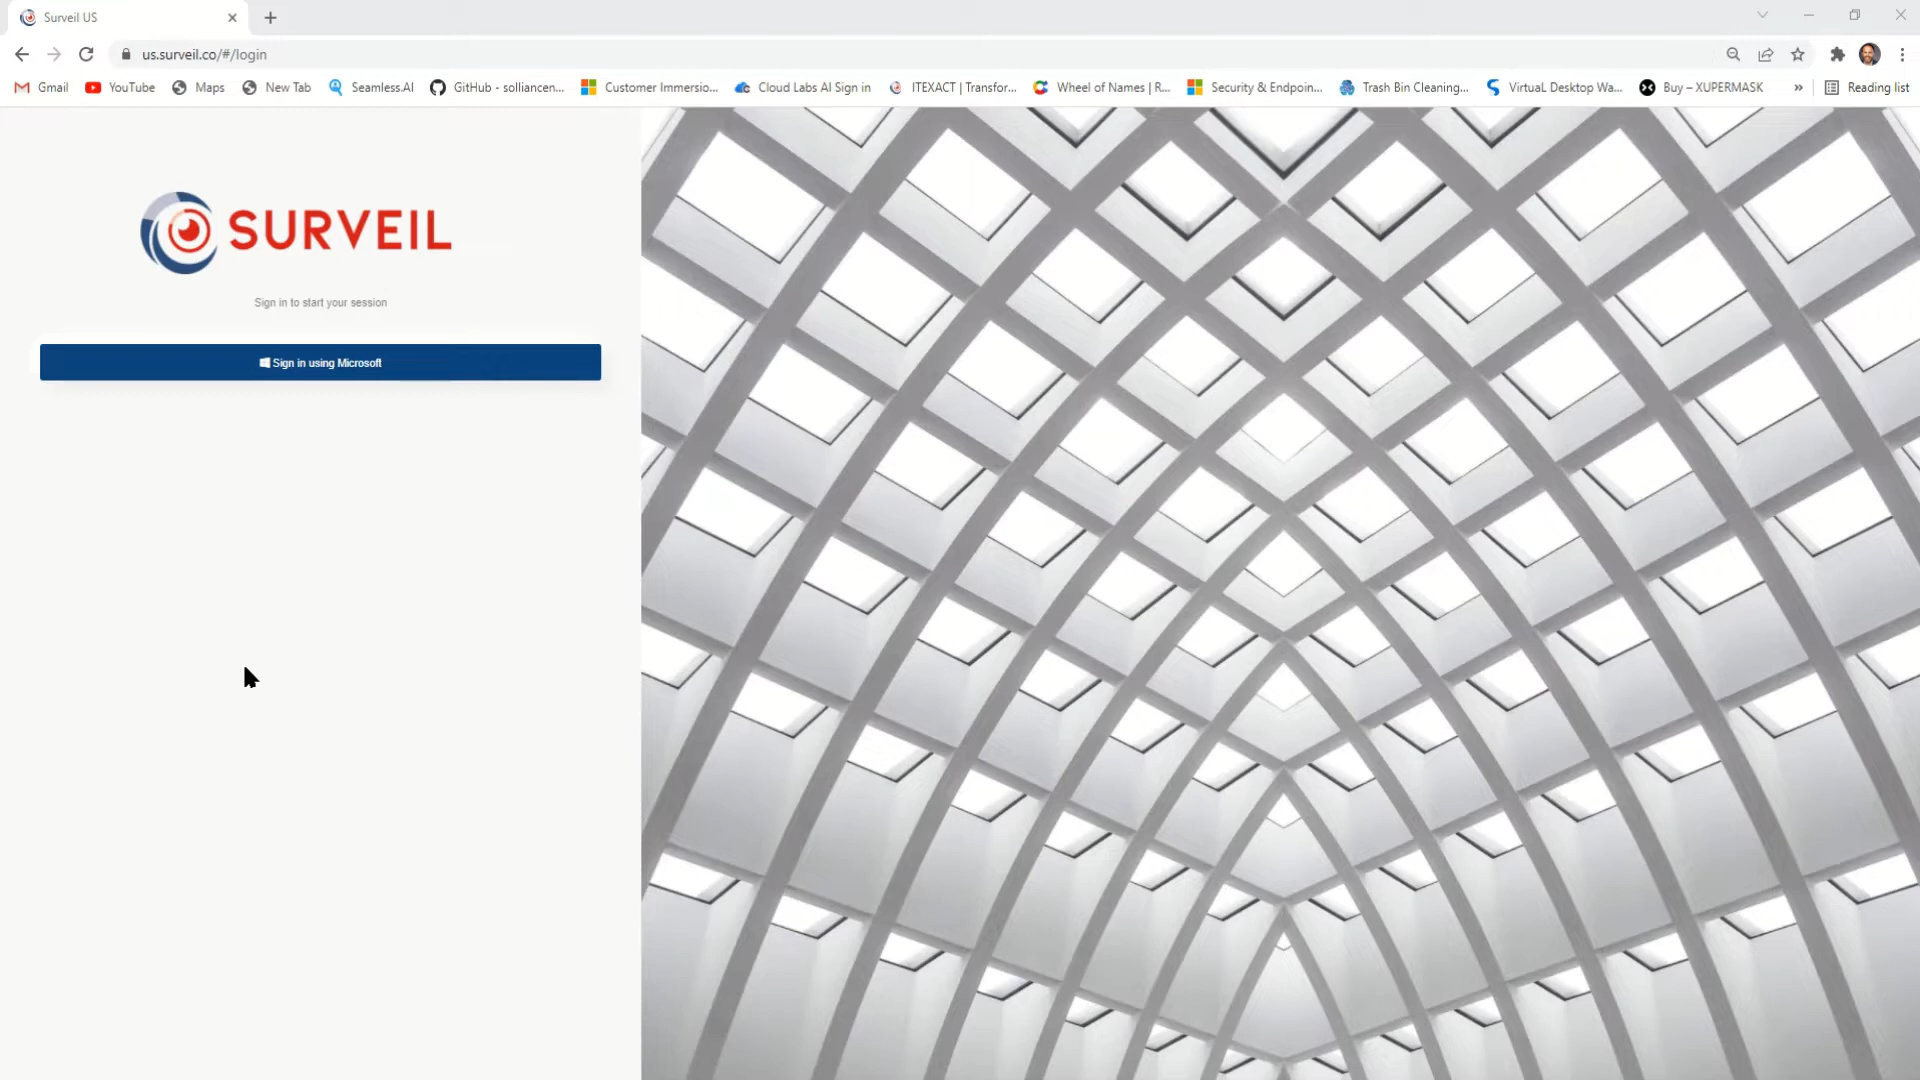 Surveil US
us.surveil.co/#/login
Gmail YouTube Maps New Tab Seamless.AI GitHub - solliancen... Customer Immersio... Cloud Labs AI Sign in ITEXACT | Transfor... Wheel of Names | R... Security & Endpoin... Trash Bin Cleaning... VirtuaL Desktop Wa... Buy – XUPERMASK » Reading list
SURVEIL
Sign in to start your session
Sign in using Microsoft